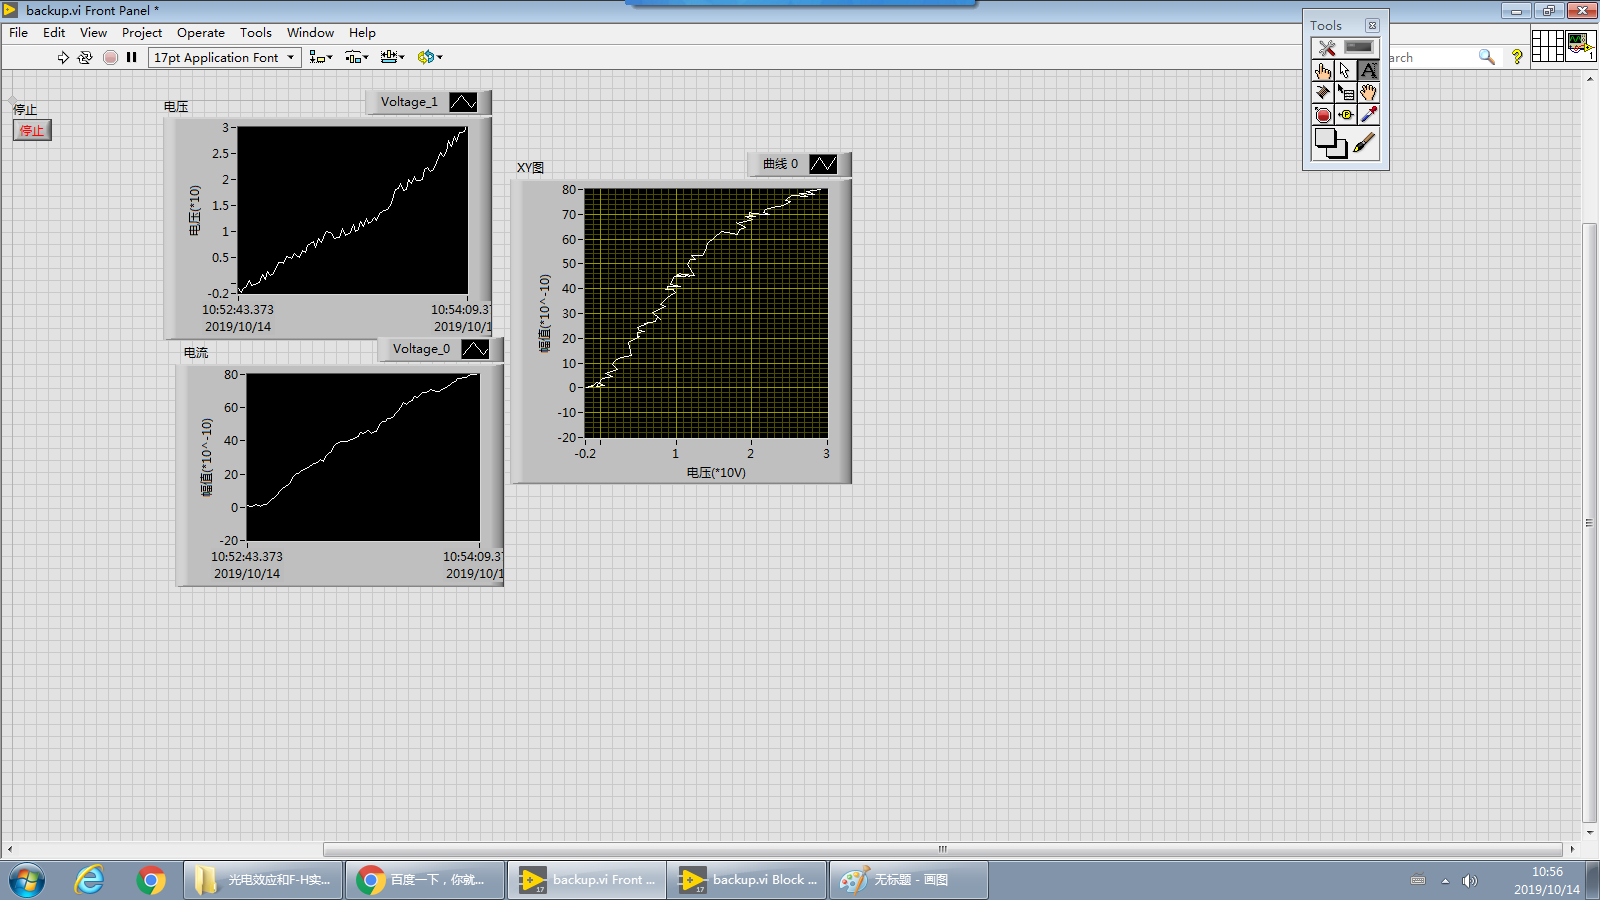 backup.vi Front Panel *
File Edit View Project Operate Tools Window Help
17pt Application Font
Tools
停止
停止
电压
Voltage_1
3
2.5
2
1.5
1
0.5
-0.2
电压(*10)
10:52:43.373
2019/10/14
10:54:09.3
2019/10/1
电流
Voltage_0
80
60
40
20
0
-20
幅值(*10^-10)
10:52:43.373
2019/10/14
10:54:09.3
2019/10/1
XY图
曲线 0
80
70
60
50
40
30
20
10
0
-10
-20
幅值(*10^-10)
-0.2 1 2 3
电压(*10V)
光电效应和F-H实...
百度一下，你就...
backup.vi Front ...
backup.vi Block ...
无标题 - 画图
10:56
2019/10/14